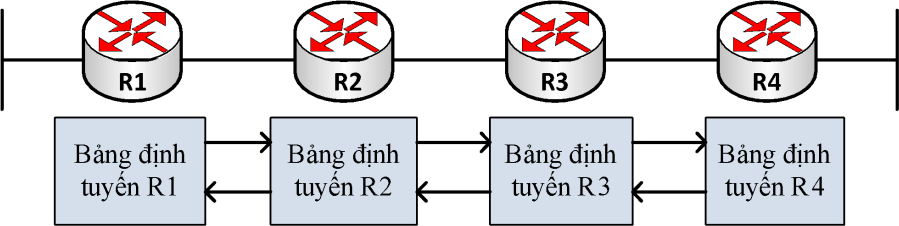 R1
R2
R3
R4
Bảng định
tuyến R1
Bảng định
tuyến R2
Bảng định
tuyến R3
Bảng định
tuyến R4